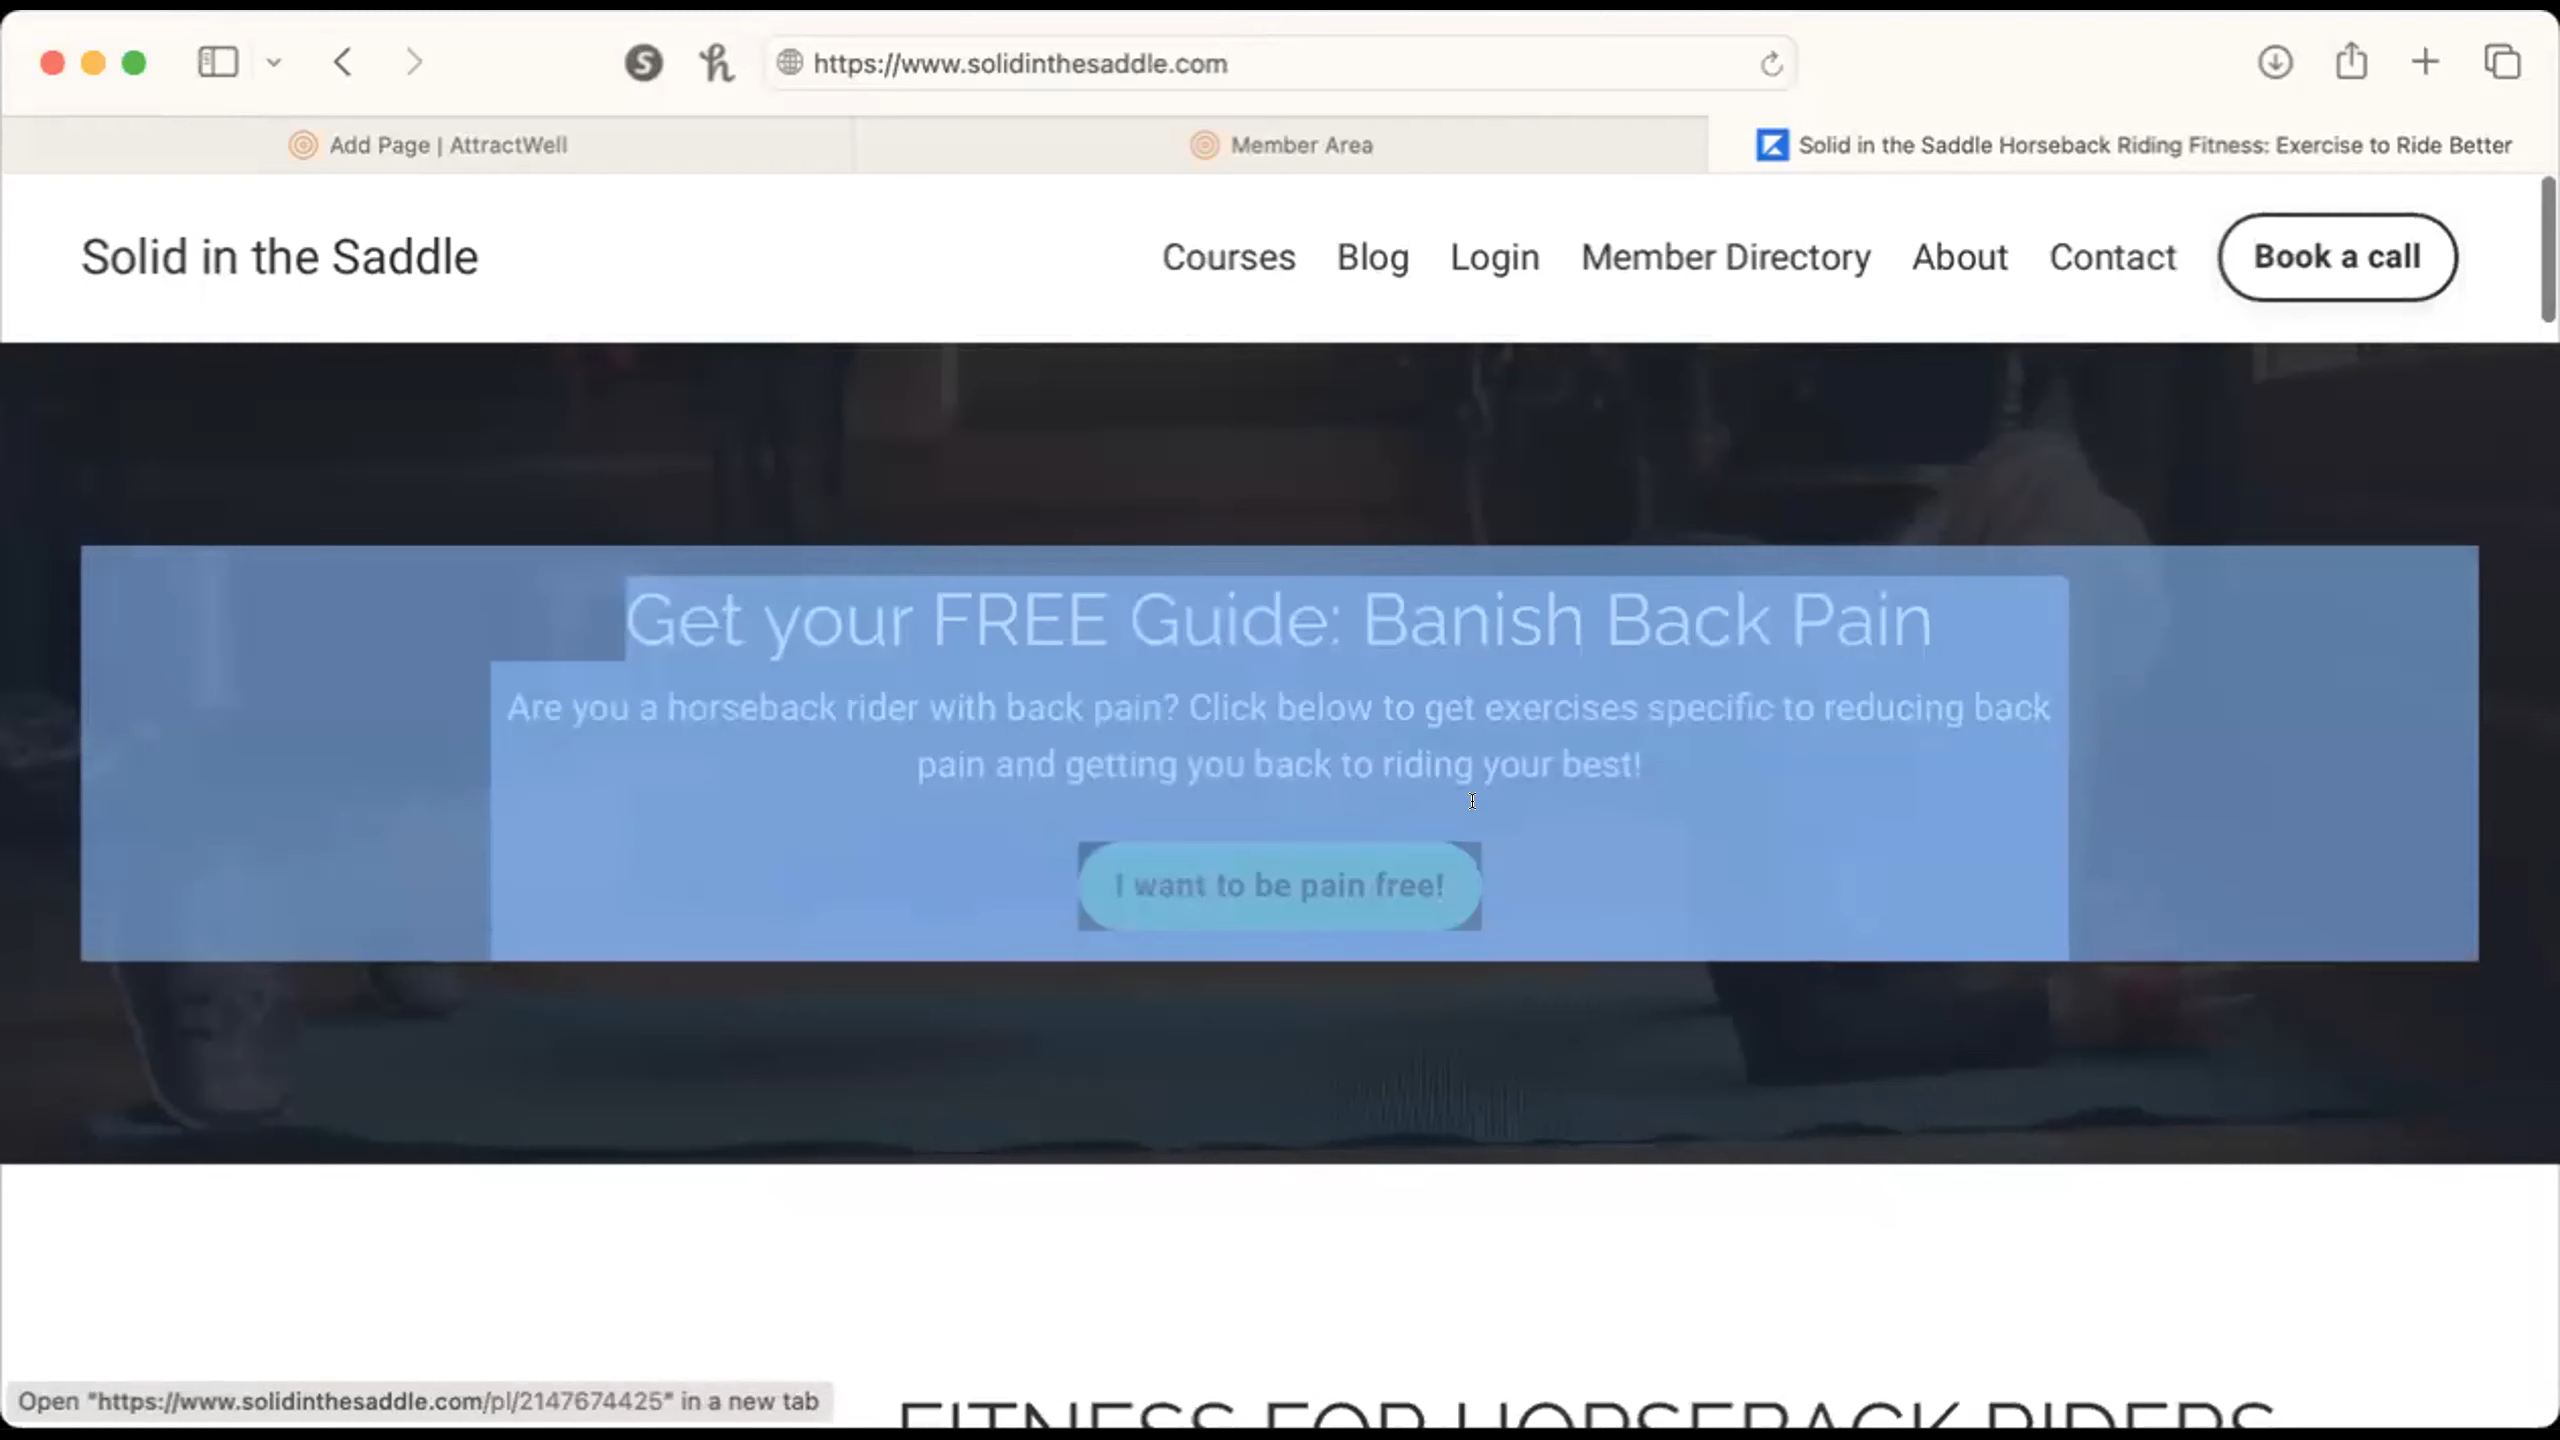 https://www.solidinthesaddle.com
Add Page | AttractWell
Member Area
Solid in the Saddle Horseback Riding Fitness: Exercise to Ride Better
Solid in the Saddle
Courses Blog Login Member Directory About Contact Book a call
Get your FREE Guide: Banish Back Pain
Are you a horseback rider with back pain? Click below to get exercises specific to reducing back
pain and getting you back to riding your best!
I want to be pain free!
FITNESS FOR HORSEBACK RIDERS
Open "https://www.solidinthesaddle.com/pl/2147674425" in a new tab